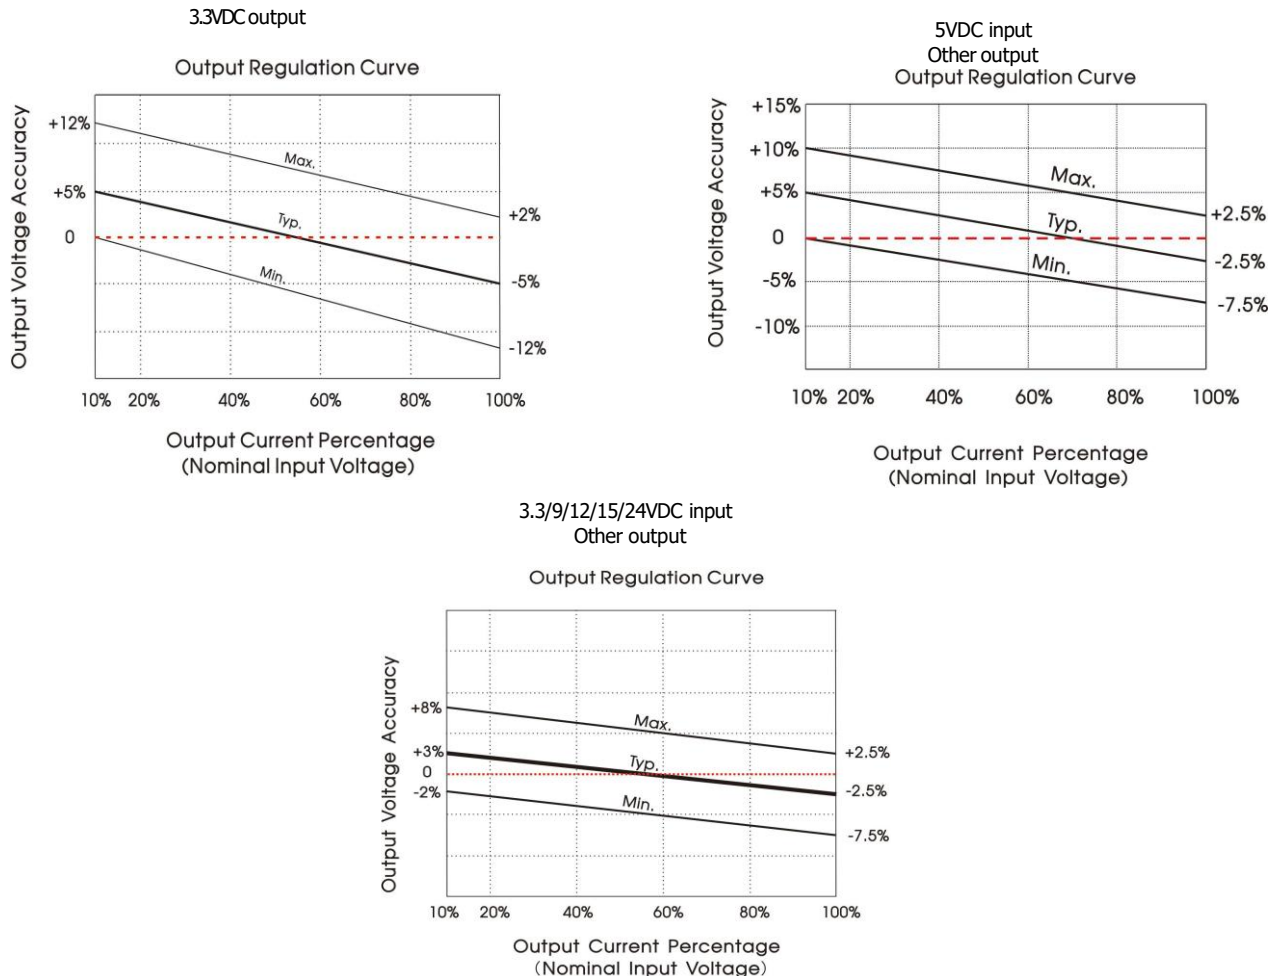 3.3VDC output
Output Regulation Curve
Output Voltage Accuracy
+12%
+5%
0
Max.
Typ.
Min.
+2%
-5%
-12%
10% 20% 40% 60% 80% 100%
Output Current Percentage
(Nominal Input Voltage)
5VDC input
Other output
Output Regulation Curve
Output Voltage Accuracy
+15%
+10%
+5%
0
-5%
-10%
Max.
Typ.
Min.
+2.5%
-2.5%
-7.5%
10% 20% 40% 60% 80% 100%
Output Current Percentage
(Nominal Input Voltage)
3.3/9/12/15/24VDC input
Other output
Output Regulation Curve
Output Voltage Accuracy
+8%
+3%
0
-2%
Max.
Typ.
Min.
+2.5%
-2.5%
-7.5%
10% 20% 40% 60% 80% 100%
Output Current Percentage
(Nominal Input Voltage)